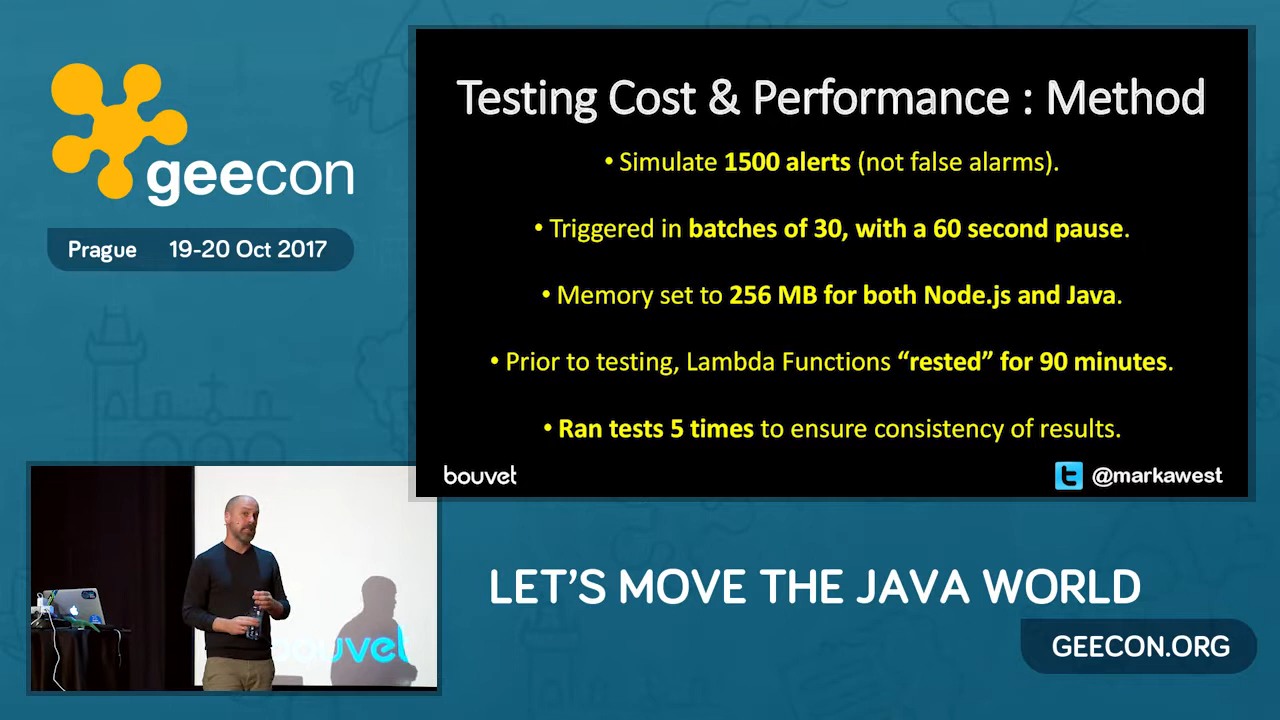 geecon
Prague 19-20 Oct 2017
Testing Cost & Performance : Method
• Simulate 1500 alerts (not false alarms).
• Triggered in batches of 30, with a 60 second pause.
• Memory set to 256 MB for both Node.js and Java.
• Prior to testing, Lambda Functions “rested” for 90 minutes.
• Ran tests 5 times to ensure consistency of results.
bouvet
@markawest
bouvet
LET’S MOVE THE JAVA WORLD
GEECON.ORG